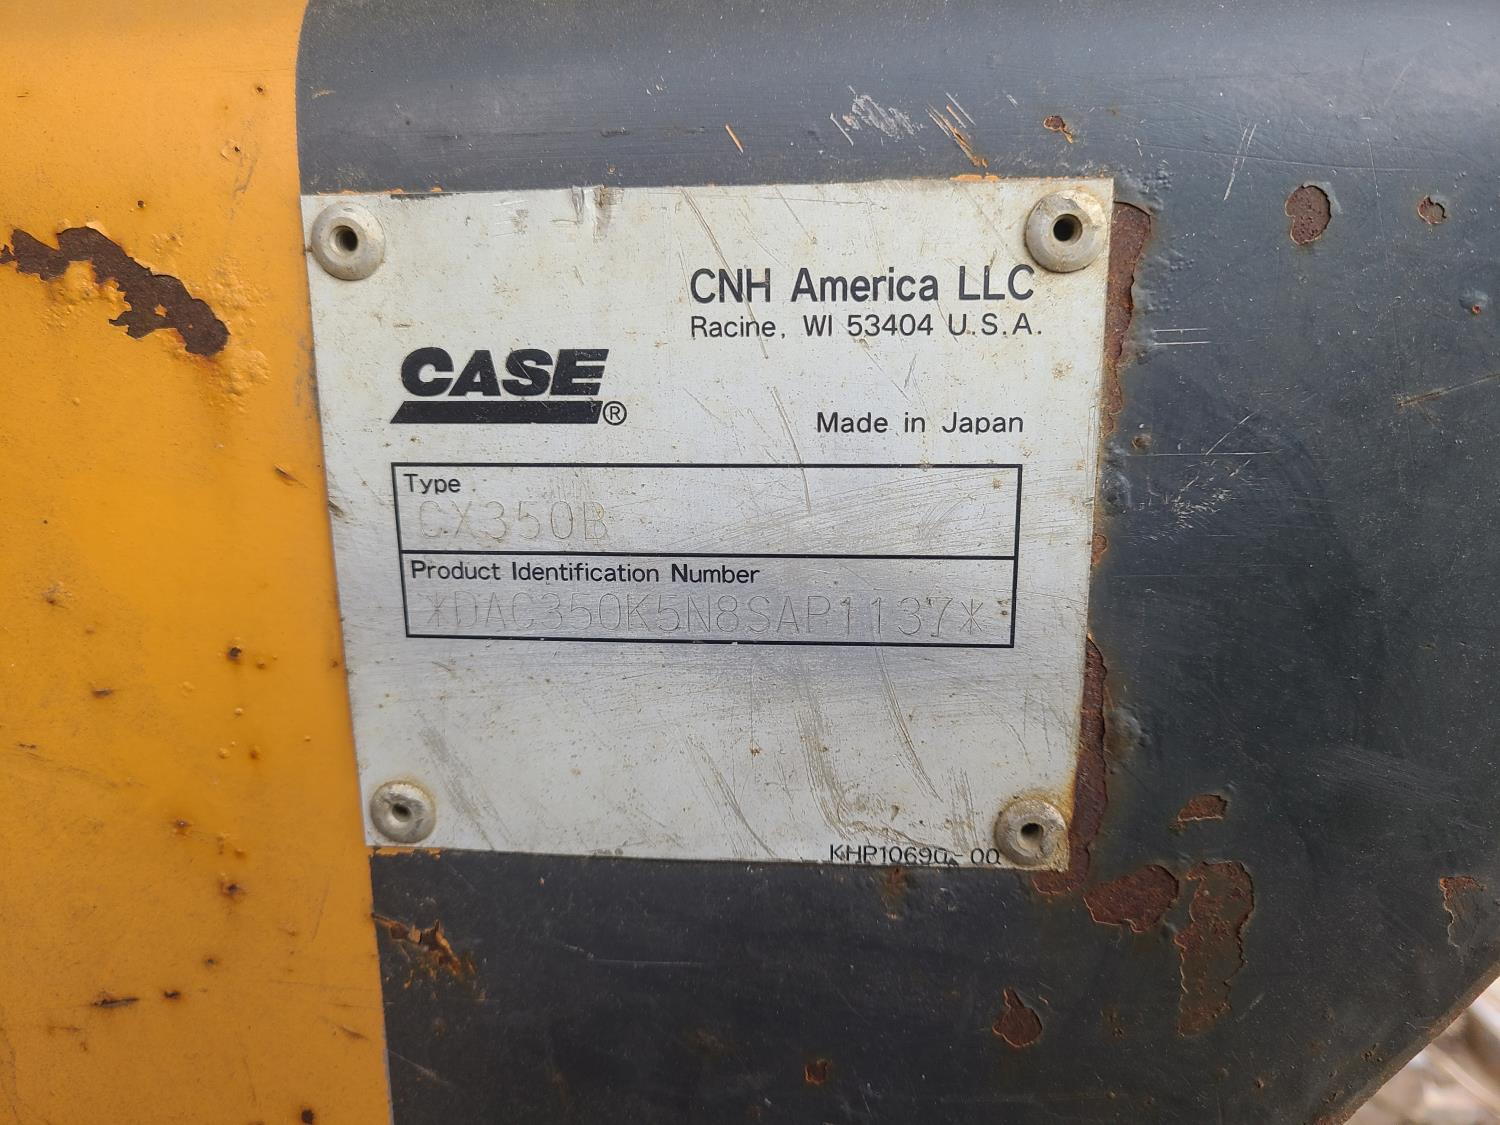 CNH America LLC
Racine, WI 53404 U.S.A.
CASE®
Made in Japan
Type
CX350B
Product Identification Number
*DAC350K5N8SAP1137*
KHP10690-00